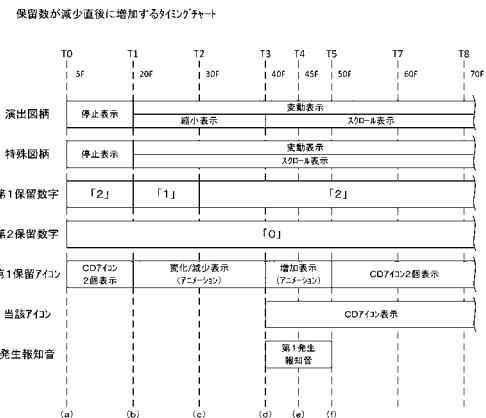 保留数が減少直後に増加するタイミングチャート
T0 T1 T2 T3 T4 T5 T7 T8
5F 20F 30F 40F 45F 50F 60F 70F
演出図柄
停止表示
変動表示
縮小表示
スクロール表示
特殊図柄
停止表示
変動表示
スクロール表示
第1保留数字
「2」
「1」
「2」
第2保留数字
「0」
第1保留アイコン
CDアイコン
2個表示
変化/減少表示
(アニメーション)
増加表示
(アニメーション)
CDアイコン2個表示
当該アイコン
CDアイコン表示
発生報知音
第1発生
報知音
(a) (b) (c) (d) (e) (f)